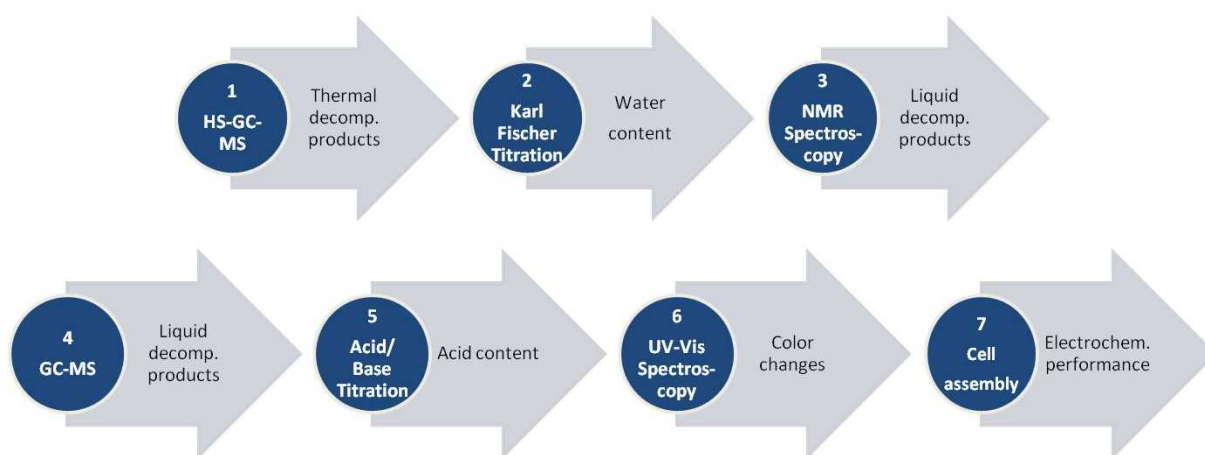 1
HS-GC-
MS
Thermal
decomp.
products
2
Karl
Fischer
Titration
Water
content
3
NMR
Spectros-
copy
Liquid
decomp.
products
4
GC-MS
Liquid
decomp.
products
5
Acid/
Base
Titration
Acid content
6
UV-Vis
Spectros-
copy
Color
changes
7
Cell
assembly
Electrochem.
performance